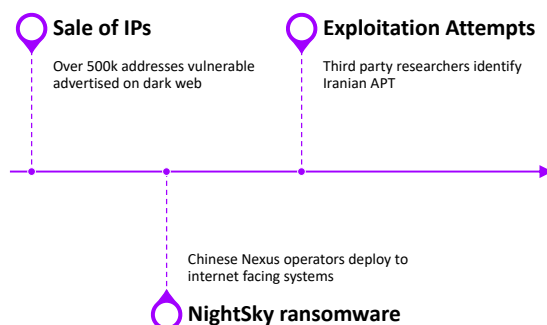 Sale of IPs
Over 500k addresses vulnerable
advertised on dark web
Exploitation Attempts
Third party researchers identify
Iranian APT
Chinese Nexus operators deploy to
internet facing systems
NightSky ransomware